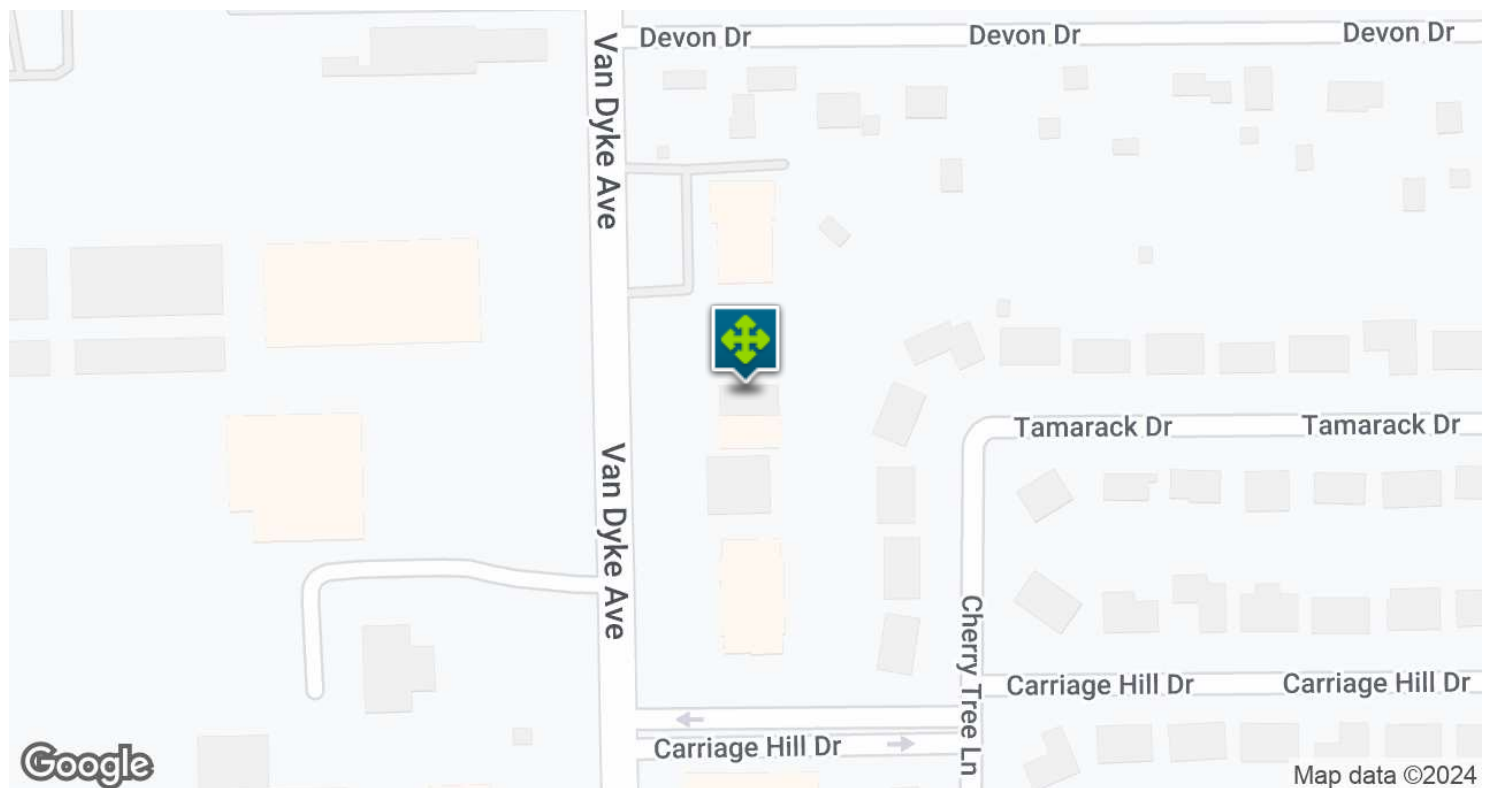 Devon Dr
Devon Dr
Devon Dr
Van Dyke Ave
Tamarack Dr
Tamarack Dr
Van Dyke Ave
Cherry Tree Ln
Carriage Hill Dr
Carriage Hill Dr
Carriage Hill Dr
Google
Map data ©2024